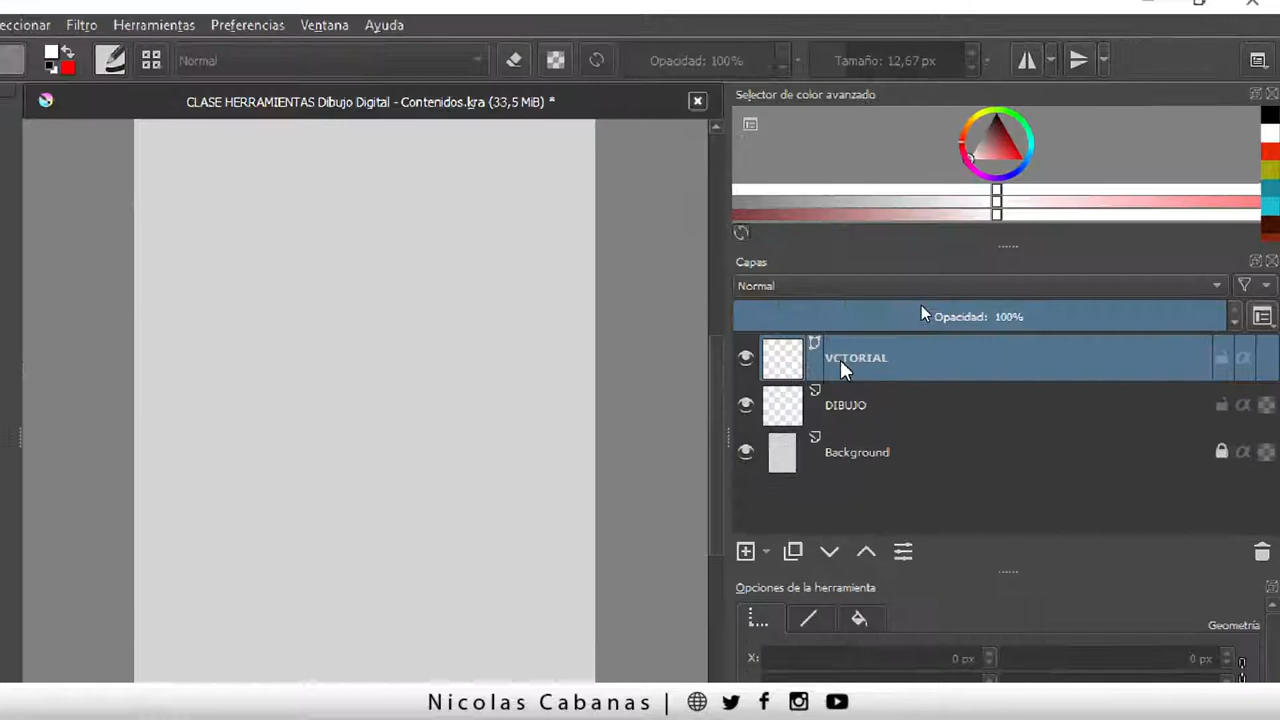 eccionar Filtro Herramientas Preferencias Ventana Ayuda
Normal Opacidad: 100% Tamaño: 12,67 px
CLASE HERRAMIENTAS Dibujo Digital - Contenidos.kra (33,5 MiB) *
Selector de color avanzado
Capas
Normal
Opacidad: 100%
VCTORIAL
DIBUJO
Background
Opciones de la herramienta
Geometría
X: 0 px 0 px
Nicolas Cabanas |